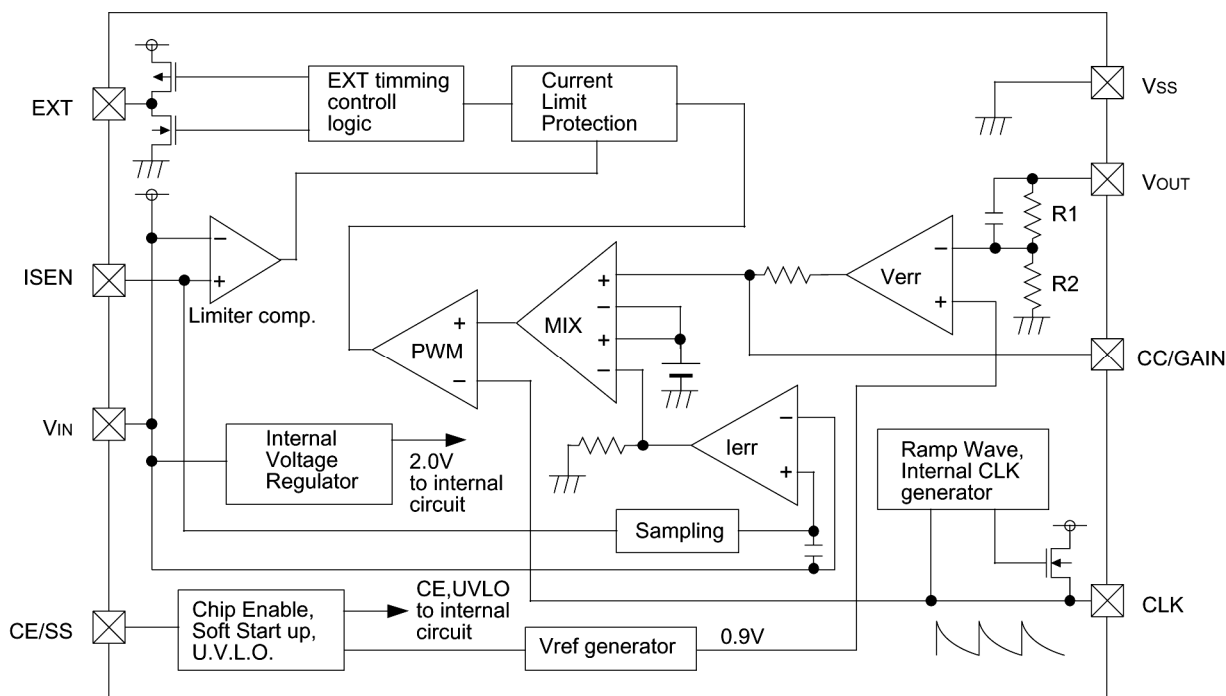 EXT
EXT timming
controll
logic
Current
Limit
Protection
VSS
VOUT
R1
R2
ISEN
−
+
Limiter comp.
+
−
PWM
+
−
+
−
MIX
−
+
Verr
CC/GAIN
VIN
Internal
Voltage
Regulator
2.0V
to internal
circuit
−
+
Ierr
Sampling
Ramp Wave,
Internal CLK
generator
CE/SS
Chip Enable,
Soft Start up,
U.V.L.O.
CE,UVLO
to internal
circuit
Vref generator
0.9V
CLK